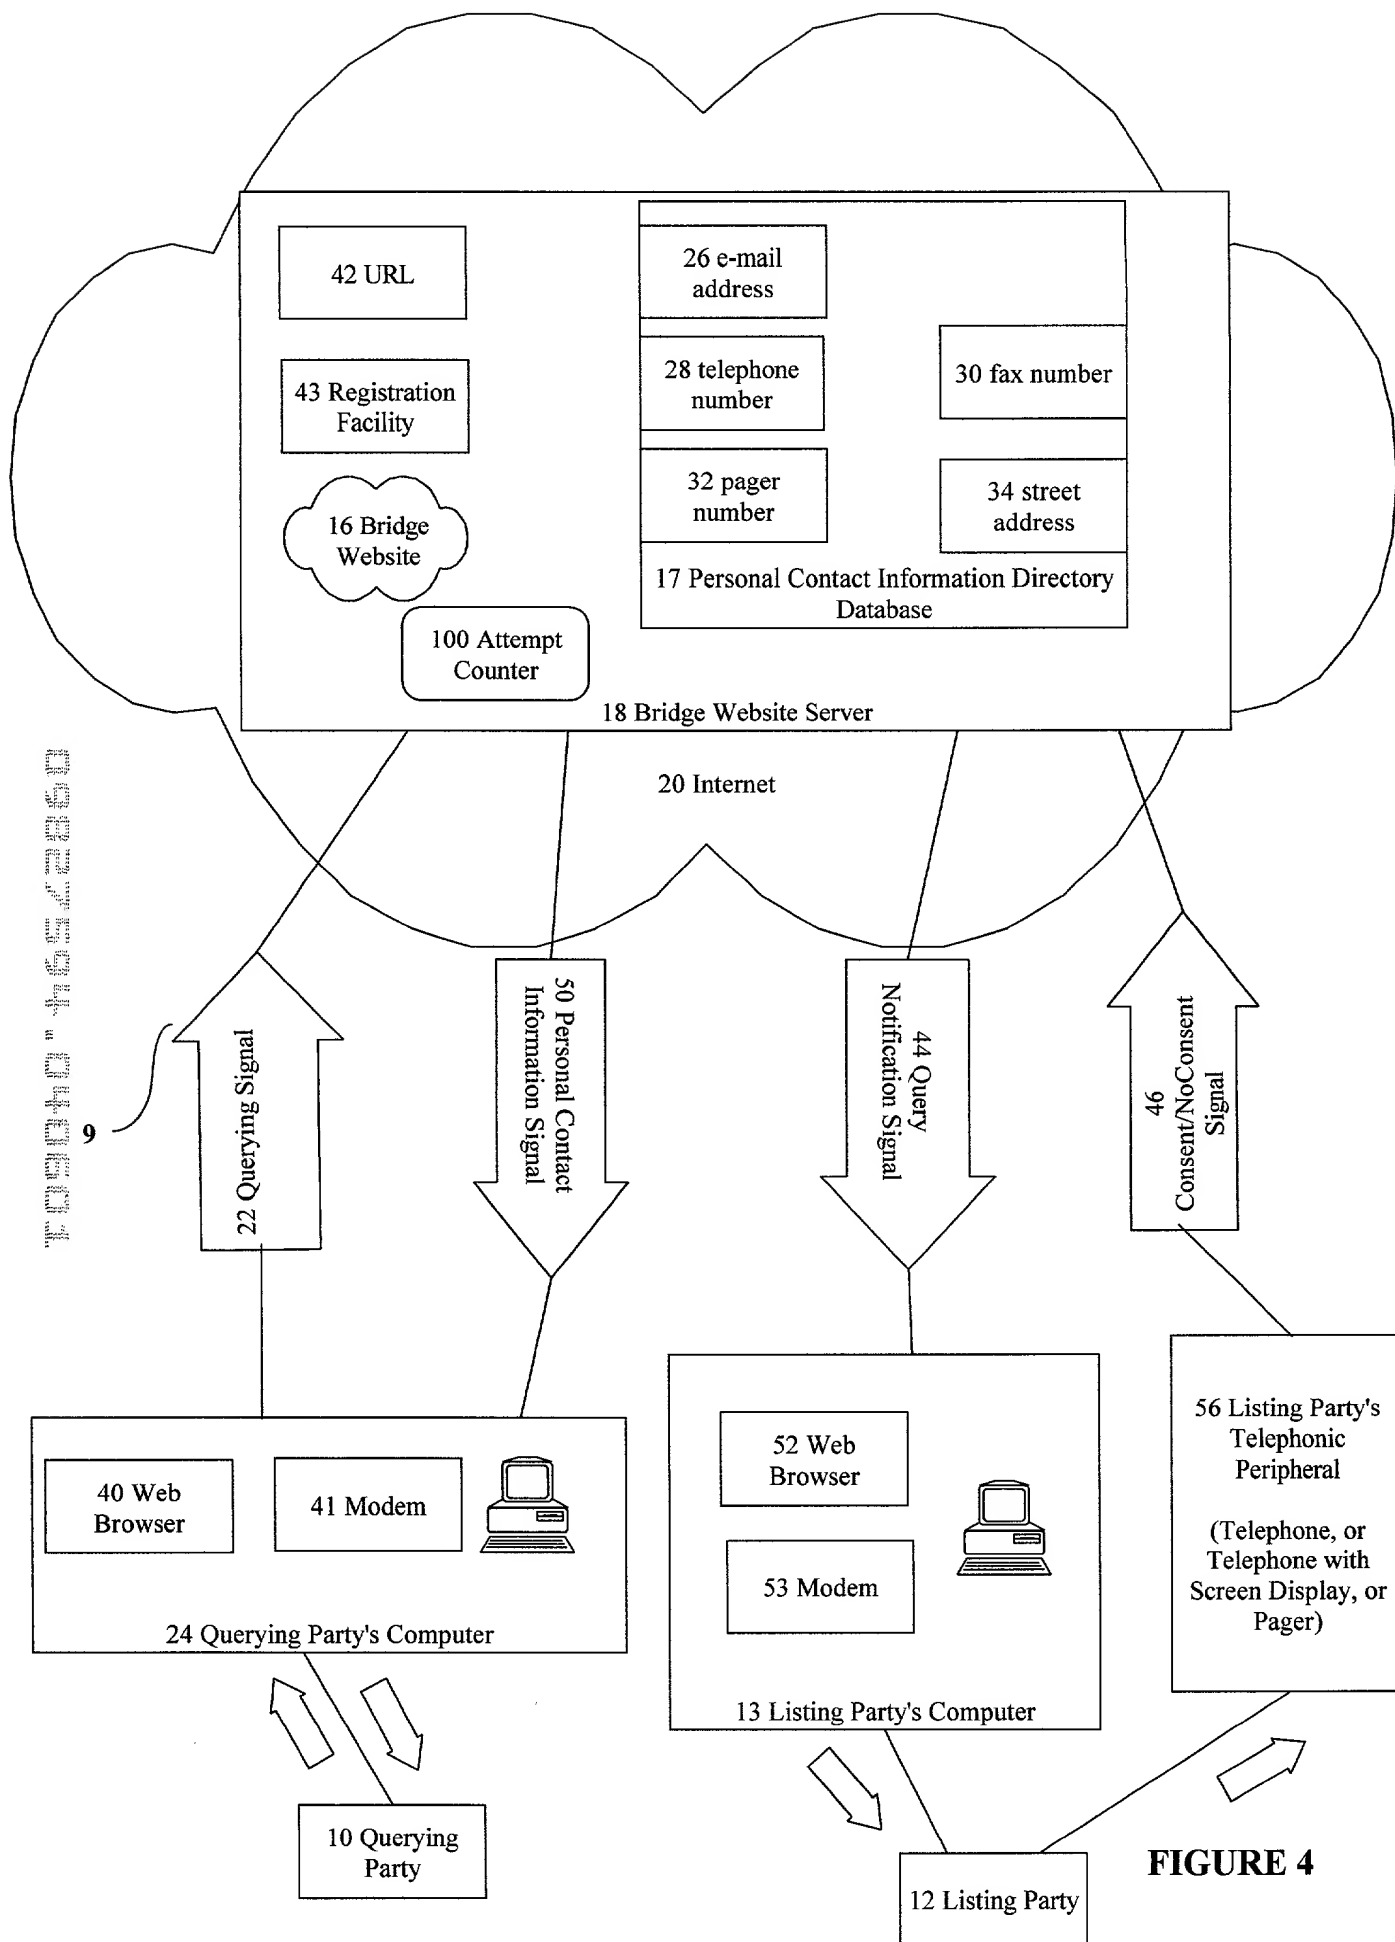 42 URL
26 e-mail
address
43 Registration
Facility
28 telephone
number
30 fax number
16 Bridge
Website
32 pager
number
34 street
address
17 Personal Contact Information Directory
Database
100 Attempt
Counter
18 Bridge Website Server
20 Internet
9
22 Querying Signal
50 Personal Contact
Information Signal
44 Query
Notification Signal
46
Consent/NoConsent
Signal
40 Web
Browser
41 Modem
24 Querying Party's Computer
52 Web
Browser
53 Modem
13 Listing Party's Computer
56 Listing Party's
Telephonic
Peripheral
(Telephone, or
Telephone with
Screen Display, or
Pager)
10 Querying
Party
12 Listing Party
FIGURE 4